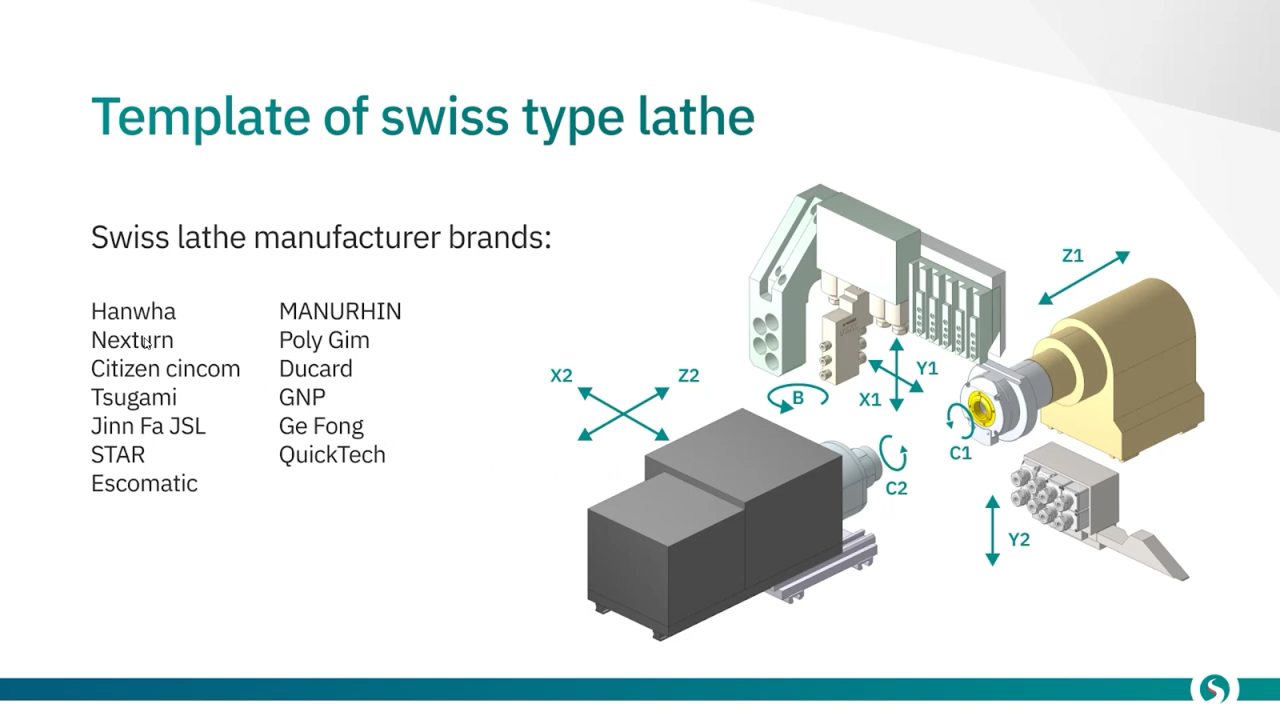 Template of swiss type lathe
Swiss lathe manufacturer brands:
Hanwha
Nexturn
Citizen cincom
Tsugami
Jinn Fa JSL
STAR
Escomatic
MANURHIN
Poly Gim
Ducard
GNP
Ge Fong
QuickTech
Z1
X2
Z2
B
X1
Y1
C1
C2
Y2